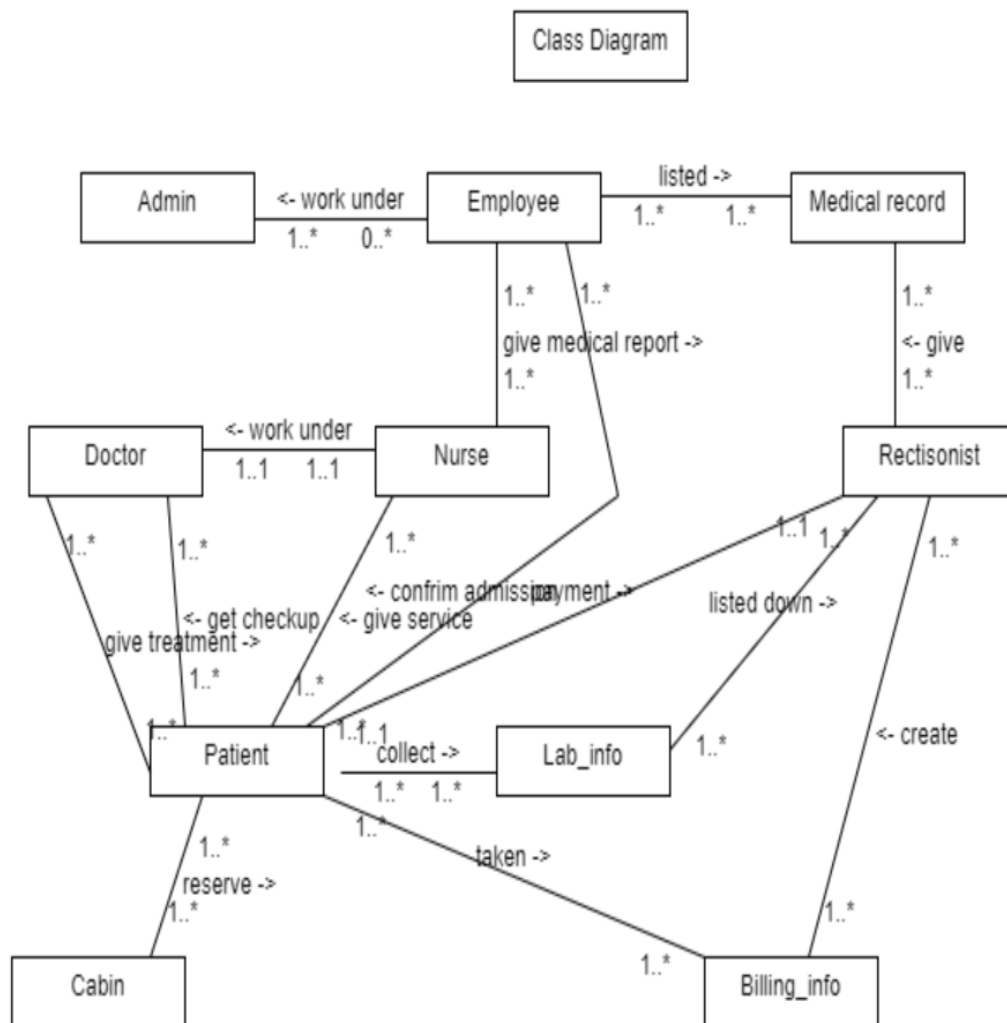 Class Diagram
Admin
<- work under
1..*
0..*
Employee
listed ->
1..*
1..*
Medical record
1..*
1..*
give medical report ->
1..*
1..*
<- give
1..*
Doctor
<- work under
1..1
1..1
Nurse
Rectisonist
1..*
1..*
1..*
1..1
1..*
1..*
<- confrim admission
payment ->
<- get checkup
<- give service
listed down ->
give treatment ->
1..*
1..*
1..*
1..*
1..1
Patient
collect ->
1..*
1..*
Lab_info
1..*
<- create
1..*
1..*
reserve ->
1..*
taken ->
1..*
1..*
Cabin
Billing_info